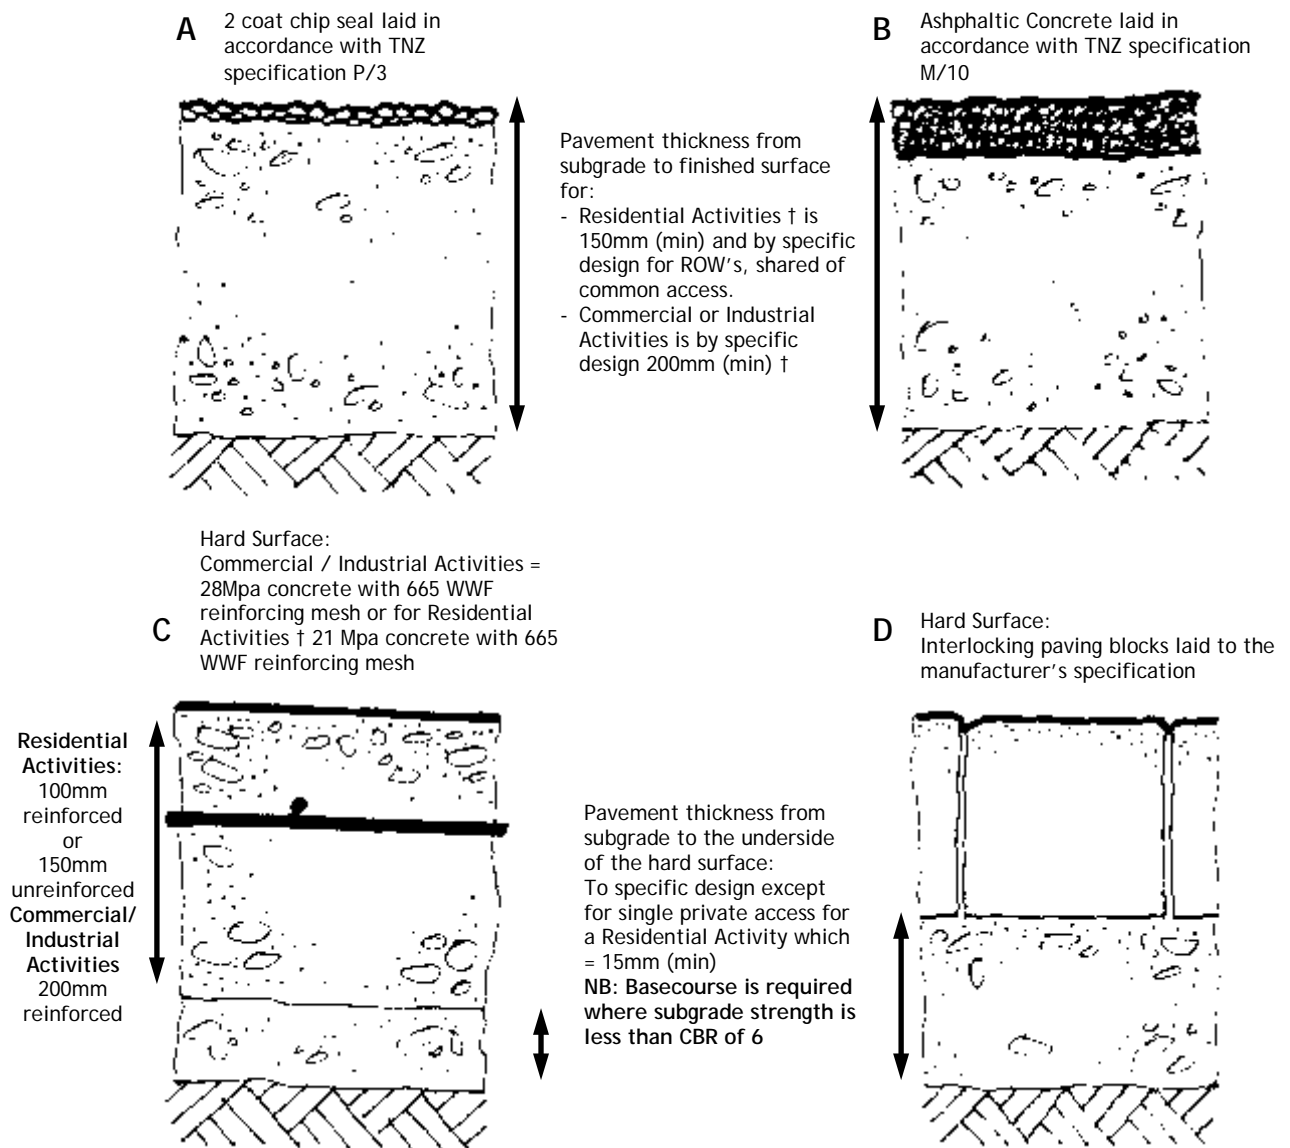 A
2 coat chip seal laid in
accordance with TNZ
specification P/3
B
Ashphaltic Concrete laid in
accordance with TNZ specification
M/10
Pavement thickness from
subgrade to finished surface
for:
- Residential Activities † is
150mm (min) and by specific
design for ROW's, shared of
common access.
- Commercial or Industrial
Activities is by specific
design 200mm (min) †
C
Hard Surface:
Commercial / Industrial Activities =
28Mpa concrete with 665 WWF
reinforcing mesh or for Residential
Activities † 21 Mpa concrete with 665
WWF reinforcing mesh
D
Hard Surface:
Interlocking paving blocks laid to the
manufacturer's specification
Residential
Activities:
100mm
reinforced
or
150mm
unreinforced
Commercial/
Industrial
Activities
200mm
reinforced
Pavement thickness from
subgrade to the underside
of the hard surface:
To specific design except
for single private access for
a Residential Activity which
= 15mm (min)
NB: Basecourse is required
where subgrade strength is
less than CBR of 6